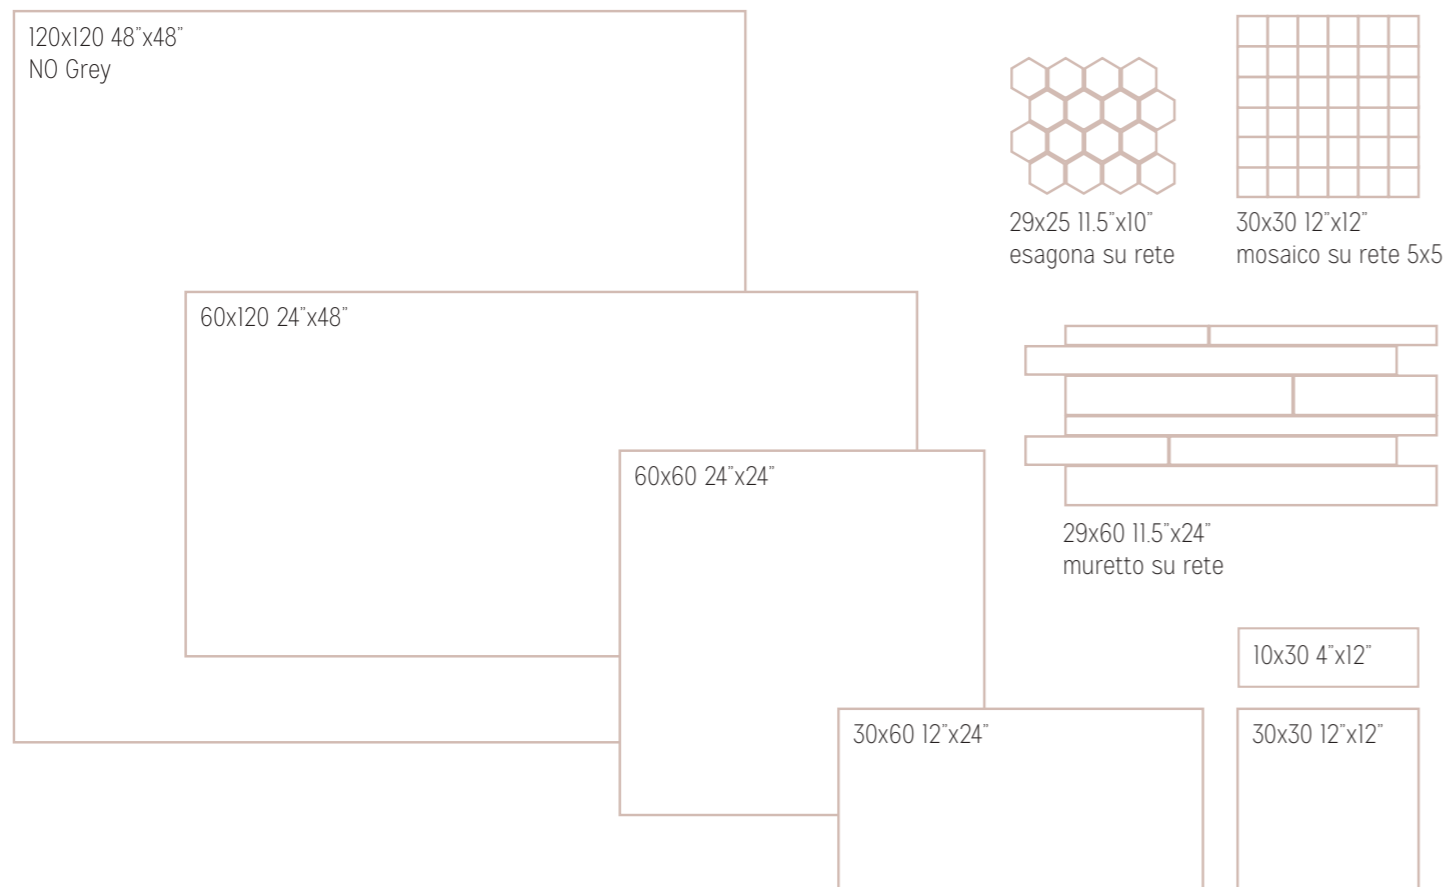 120x120 48"x48"
NO Grey
60x120 24"x48"
60x60 24"x24"
30x60 12"x24"
29x25 11.5"x10"
esagona su rete
30x30 12"x12"
mosaico su rete 5x5
29x60 11.5"x24"
muretto su rete
10x30 4"x12"
30x30 12"x12"